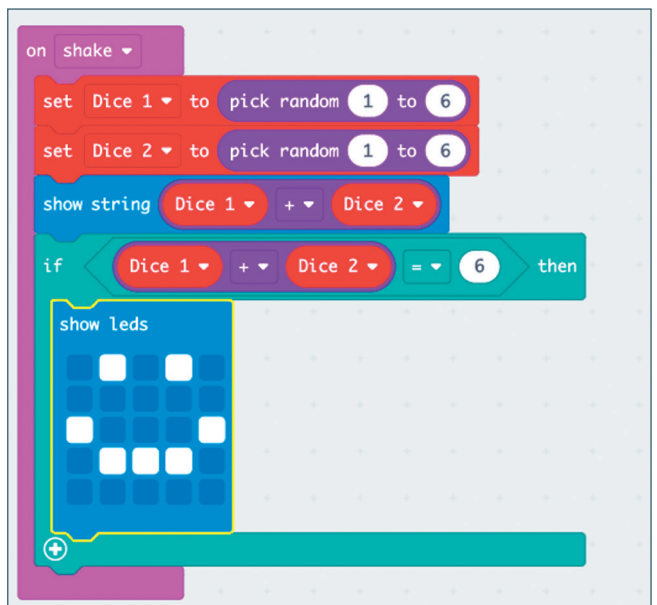 on shake
set Dice 1 to pick random 1 to 6
set Dice 2 to pick random 1 to 6
show string Dice 1 + Dice 2
if Dice 1 + Dice 2 = 6 then
show leds